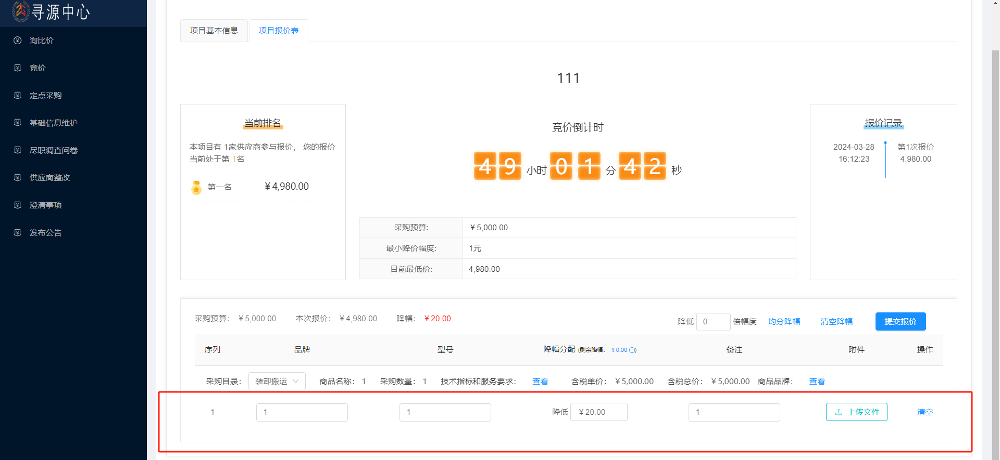 寻源中心
询比价
竞价
定点采购
基础信息维护
尽职调查问卷
供应商整改
澄清事项
发布公告
项目基本信息
项目报价表
111
当前排名
本项目有 1家供应商参与报价， 您的报价
当前处于第 1名
第一名 ¥4,980.00
竞价倒计时
49 小时 01 分 42 秒
采购预算: ¥5,000.00
最小降价幅度: 1元
目前最低价: 4,980.00
报价记录
2024-03-28 16:12:23
第1次报价 4,980.00
采购预算： ¥5,000.00 本次报价： ¥4,980.00 降幅： ¥20.00 降低 0 倍幅度 均分降幅 清空降幅 提交报价
序列 品牌 型号 降幅分配 (剩余降幅： ¥0.00) 备注 附件 操作
采购目录： 装卸搬运 商品名称： 1 采购数量： 1 技术指标和服务要求： 查看 含税单价： ¥5,000.00 含税总价： ¥5,000.00 商品品牌： 查看
1 1 1 降低 ¥20.00 1 上传文件 清空